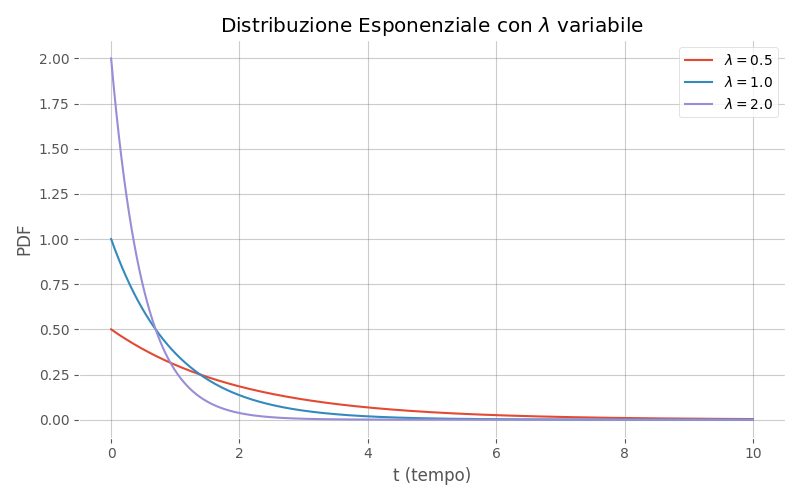 Distribuzione Esponenziale con λ variabile
λ = 0.5
λ = 1.0
λ = 2.0
PDF
2.00
1.75
1.50
1.25
1.00
0.75
0.50
0.25
0.00
0 2 4 6 8 10
t (tempo)